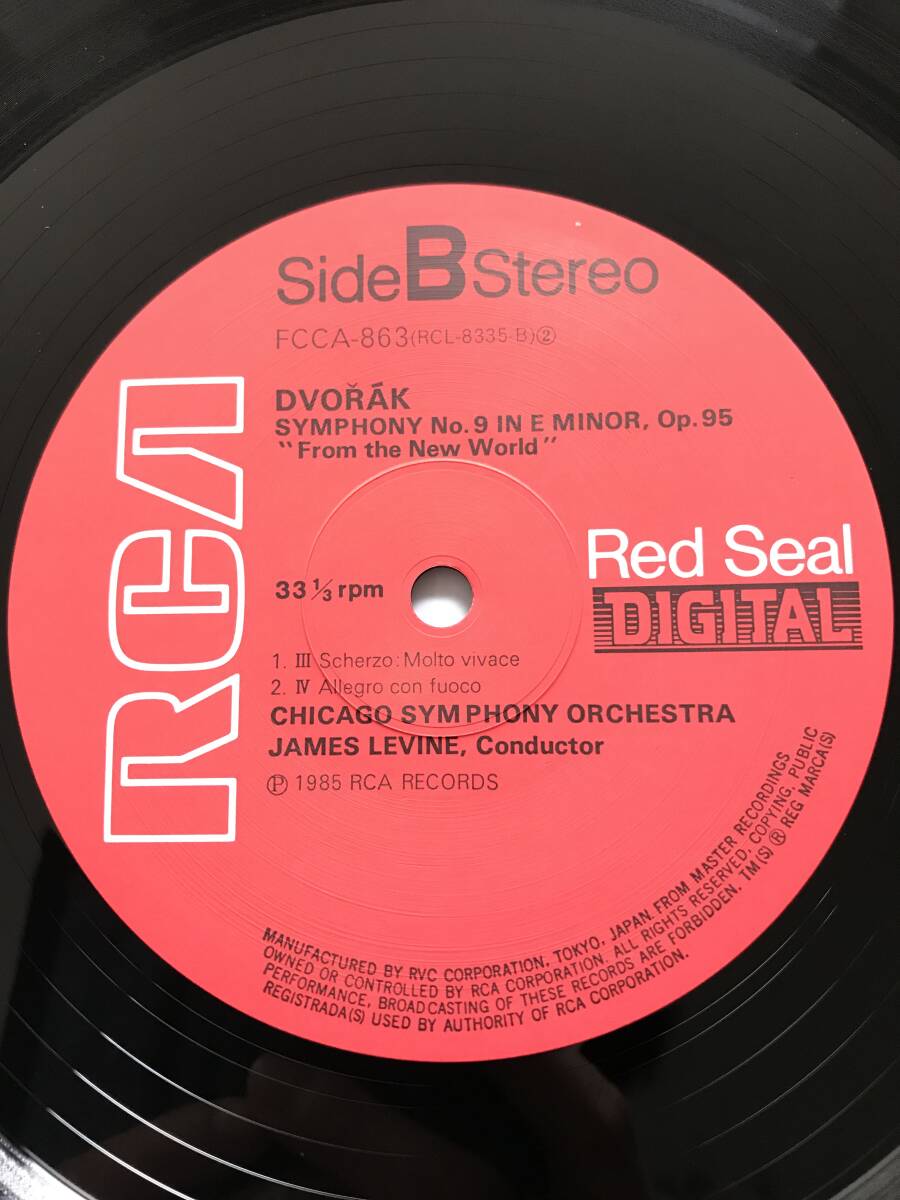 Side B Stereo
FCCA-863(RCL-8335-B)②
DVOŘÁK
SYMPHONY No. 9 IN E MINOR, Op. 95
"From the New World"
RCA
Red Seal
DIGITAL
33 1/3 rpm
1. III Scherzo: Molto vivace
2. IV Allegro con fuoco
CHICAGO SYMPHONY ORCHESTRA
JAMES LEVINE, Conductor
Ⓟ 1985 RCA RECORDS
MANUFACTURED BY RVC CORPORATION, TOKYO, JAPAN. FROM MASTER RECORDINGS
OWNED OR CONTROLLED BY RCA CORPORATION. ALL RIGHTS RESERVED, COPYING, PUBLIC
PERFORMANCE, BROADCASTING OF THESE RECORDS ARE FORBIDDEN. TM(S) ® REG MARCA(S)
REGISTRADA(S) USED BY AUTHORITY OF RCA CORPORATION.